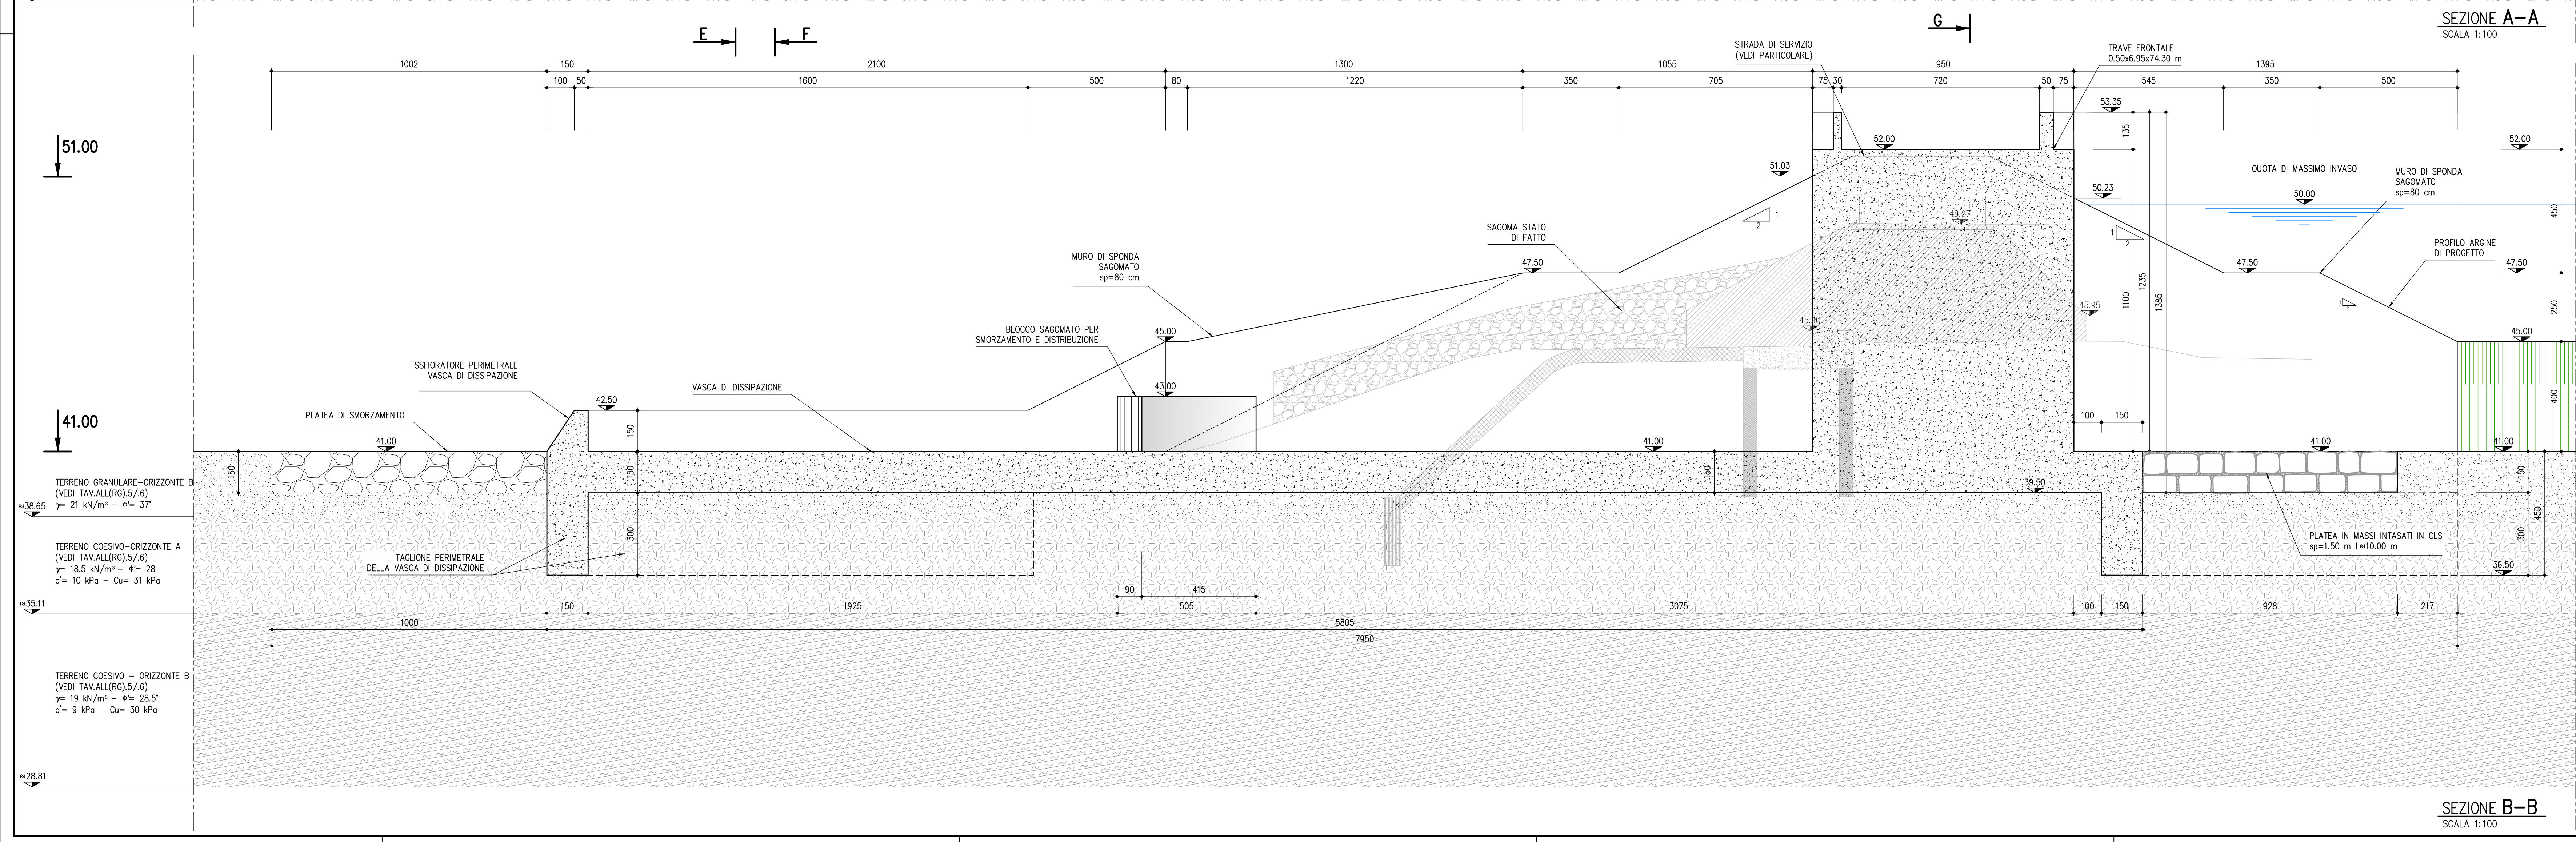 SEZIONE A-A
SCALA 1:100
E
F
G
STRADA DI SERVIZIO
(VEDI PARTICOLARE)
TRAVE FRONTALE
0.50x6.95x74.30 m
1002
150
2100
1300
1055
950
1395
100
50
1600
500
80
1220
350
705
75
30
720
50
75
545
350
500
53.35
135
51.00
52.00
52.00
51.03
QUOTA DI MASSIMO INVASO
MURO DI SPONDA
SAGOMATO
sp=80 cm
50.23
50.00
1
2
49.27
450
SAGOMA STATO
DI FATTO
1
2
PROFILO ARGINE
DI PROGETTO
MURO DI SPONDA
SAGOMATO
sp=80 cm
47.50
47.50
47.50
1100
1235
1385
45.95
250
BLOCCO SAGOMATO PER
SMORZAMENTO E DISTRIBUZIONE
45.00
45.00
SSFIORATORE PERIMETRALE
VASCA DI DISSIPAZIONE
VASCA DI DISSIPAZIONE
43.00
400
42.50
PLATEA DI SMORZAMENTO
41.00
150
100
150
41.00
41.00
41.00
41.00
150
150
150
150
TERRENO GRANULARE-ORIZZONTE B
(VEDI TAV.ALL(RG).5/.6)
γ= 21 kN/m³ - Φ'= 37°
39.50
≈38.65
300
300
450
TERRENO COESIVO-ORIZZONTE A
(VEDI TAV.ALL(RG).5/.6)
γ= 18.5 kN/m³ - Φ'= 28
c'= 10 kPa - Cu= 31 kPa
TAGLIONE PERIMETRALE
DELLA VASCA DI DISSIPAZIONE
PLATEA IN MASSI INTASATI IN CLS
sp=1.50 m L≈10.00 m
36.50
90
415
≈35.11
150
1925
505
3075
100
150
928
217
1000
5805
7950
TERRENO COESIVO - ORIZZONTE B
(VEDI TAV.ALL(RG).5/.6)
γ= 19 kN/m³ - Φ'= 28.5°
c'= 9 kPa - Cu= 30 kPa
≈28.81
SEZIONE B-B
SCALA 1:100